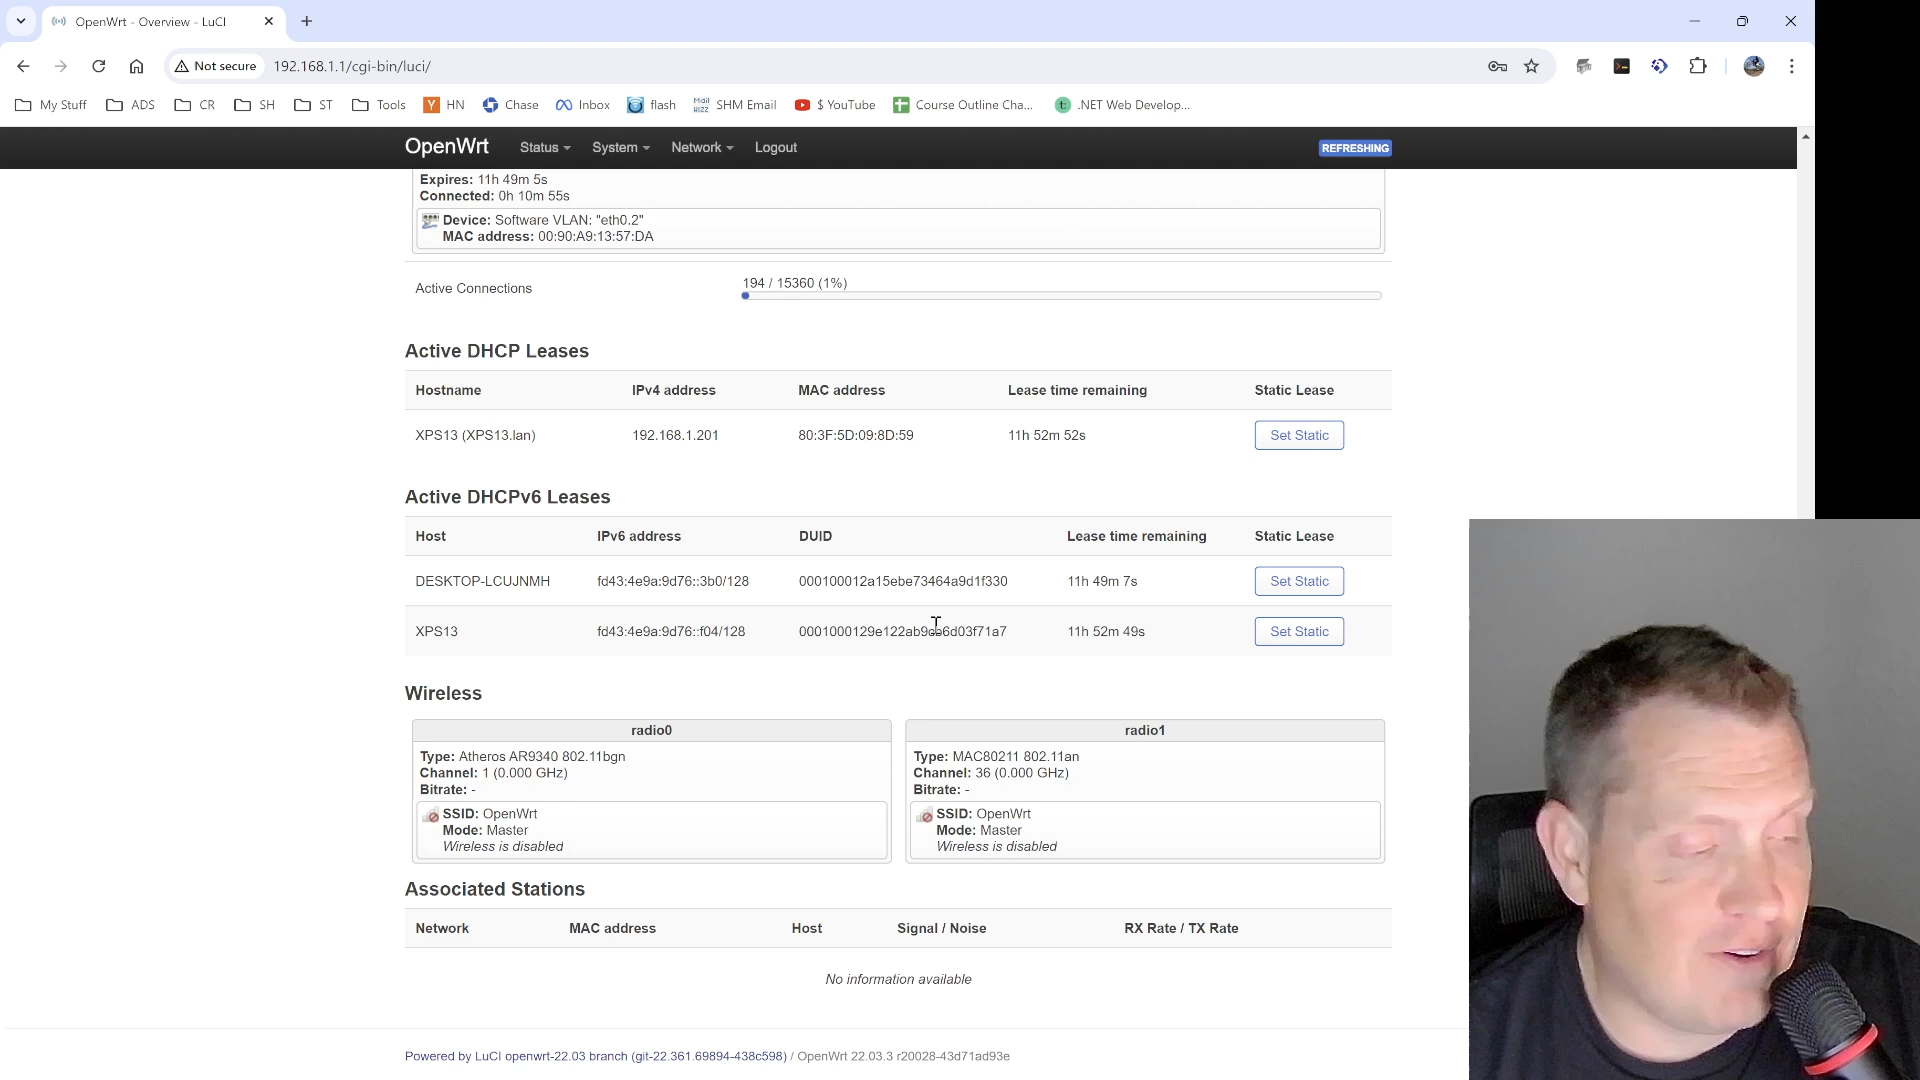 OpenWrt - Overview - LuCI
Not secure
192.168.1.1/cgi-bin/luci/
My Stuff ADS CR SH ST Tools HN Chase Inbox flash SHM Email $ YouTube Course Outline Cha... .NET Web Develop...
OpenWrt Status System Network Logout REFRESHING
Expires: 11h 49m 5s
Connected: 0h 10m 55s
Device: Software VLAN: "eth0.2"
MAC address: 00:90:A9:13:57:DA
Active Connections
194 / 15360 (1%)
Active DHCP Leases
Hostname IPv4 address MAC address Lease time remaining Static Lease
XPS13 (XPS13.lan) 192.168.1.201 80:3F:5D:09:8D:59 11h 52m 52s Set Static
Active DHCPv6 Leases
Host IPv6 address DUID Lease time remaining Static Lease
DESKTOP-LCUJNMH fd43:4e9a:9d76::3b0/128 000100012a15ebe73464a9d1f330 11h 49m 7s Set Static
XPS13 fd43:4e9a:9d76::f04/128 11h 52m 49s Set Static
Wireless
radio0
Type: Atheros AR9340 802.11bgn
Channel: 1 (0.000 GHz)
Bitrate: -
SSID: OpenWrt
Mode: Master
Wireless is disabled
radio1
Type: MAC80211 802.11an
Channel: 36 (0.000 GHz)
Bitrate: -
SSID: OpenWrt
Mode: Master
Wireless is disabled
Associated Stations
Network MAC address Host Signal / Noise RX Rate / TX Rate
No information available
Powered by LuCI openwrt-22.03 branch (git-22.361.69894-438c598) / OpenWrt 22.03.3 r20028-43d71ad93e